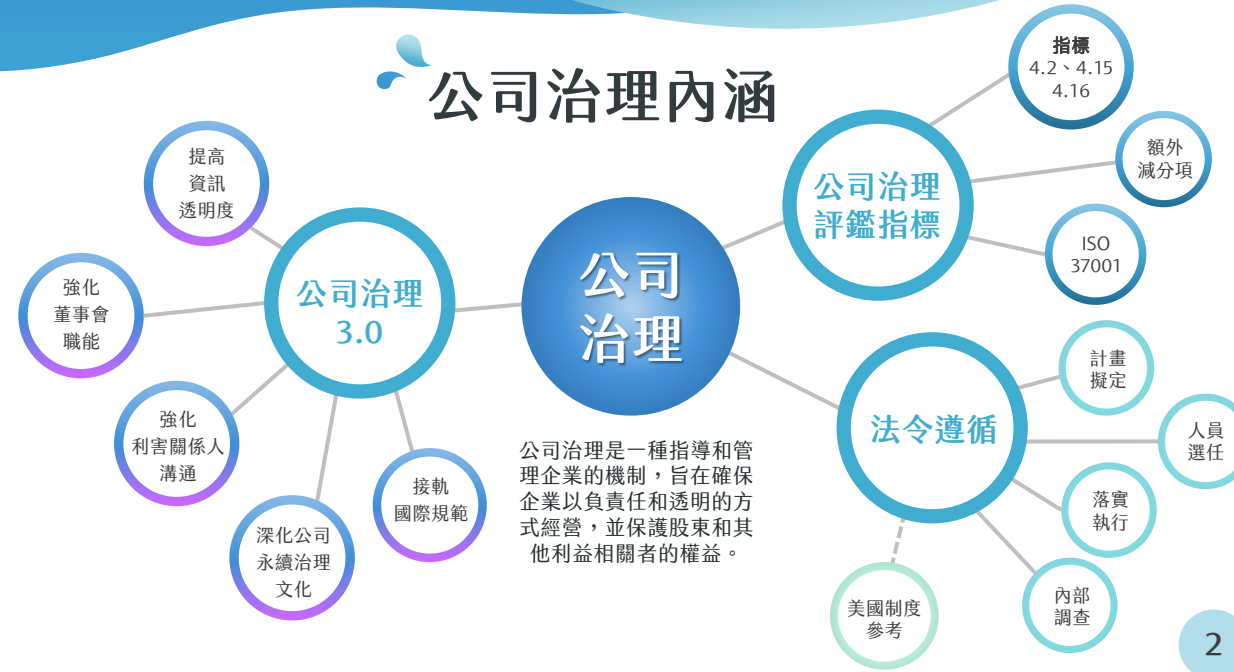 公司治理內涵
提高
資訊
透明度
強化
董事會
職能
強化
利害關係人
溝通
深化公司
永續治理
文化
接軌
國際規範
公司治理
3.0
公司
治理
公司治理是一種指導和管
理企業的機制，旨在確保
企業以負責任和透明的方
式經營，並保護股東和其
他利益相關者的權益。
公司治理
評鑑指標
指標
4.2、4.15
4.16
額外
減分項
ISO
37001
法令遵循
計畫
擬定
人員
選任
落實
執行
內部
調查
美國制度
參考
2